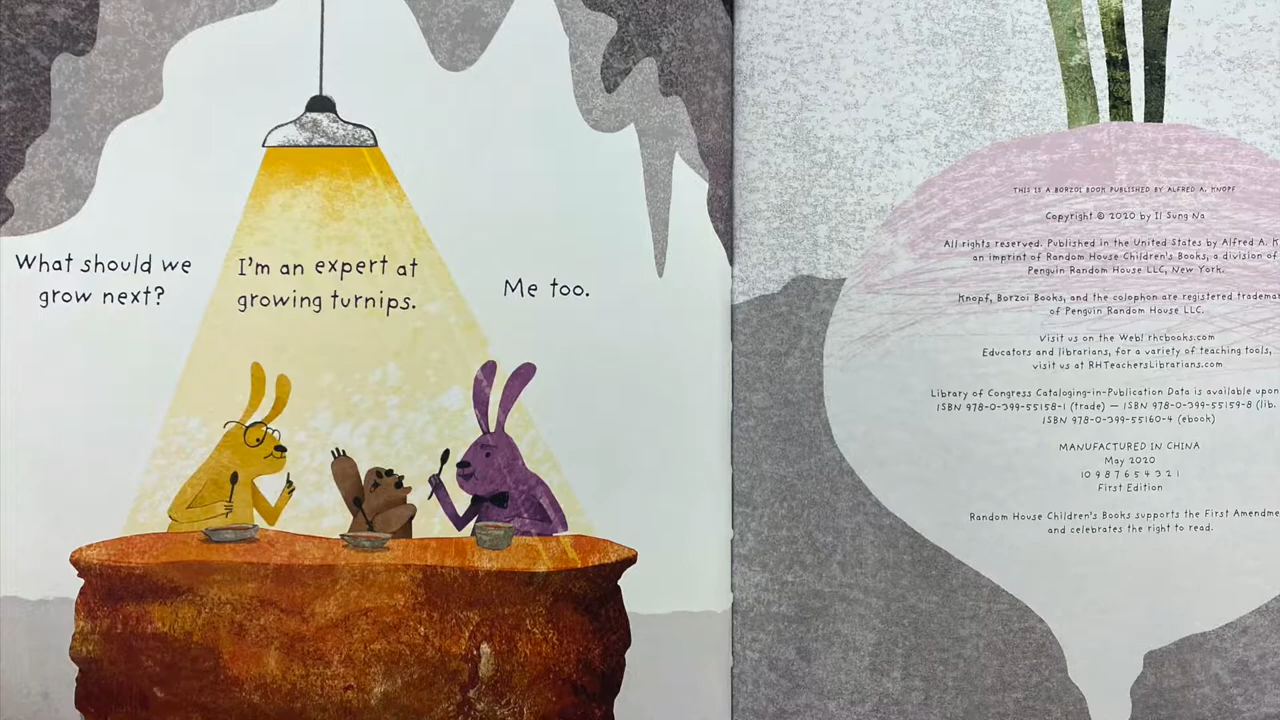 What should we
grow next?
I'm an expert at
growing turnips.
Me too.
THIS IS A BORZOI BOOK PUBLISHED BY ALFRED A. KNOPF
Copyright © 2020 by Il Sung Na
All rights reserved. Published in the United States by Alfred A.
an imprint of Random House Children's Books, a division of
Penguin Random House LLC, New York.
Knopf, Borzoi Books, and the colophon are registered
of Penguin Random House LLC.
Visit us on the Web! rhcbooks.com
Educators and librarians, for a variety of teaching tools,
visit us at RHTeachersLibrarians.com
Library of Congress Cataloging-in-Publication Data is available upon
ISBN 978-0-399-55158-1 (trade) — ISBN 978-0-399-55159-8 (lib.
ISBN 978-0-399-55160-4 (ebook)
MANUFACTURED IN CHINA
May 2020
10 9 8 7 6 5 4 3 2 1
First Edition
Random House Children's Books supports the First
and celebrates the right to read.